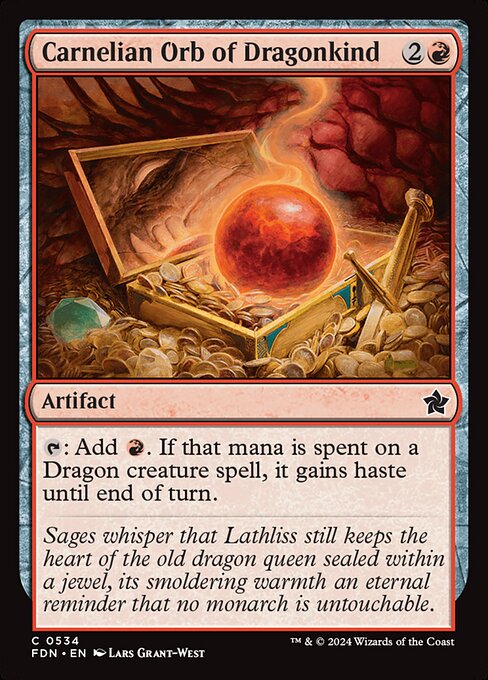 Carnelian Orb of Dragonkind 2
Artifact
: Add . If that mana is spent on a
Dragon creature spell, it gains haste
until end of turn.
Sages whisper that Lathliss still keeps the
heart of the old dragon queen sealed within
a jewel, its smoldering warmth an eternal
reminder that no monarch is untouchable.
C 0534
FDN • EN Lars Grant-West
™ & © 2024 Wizards of the Coast